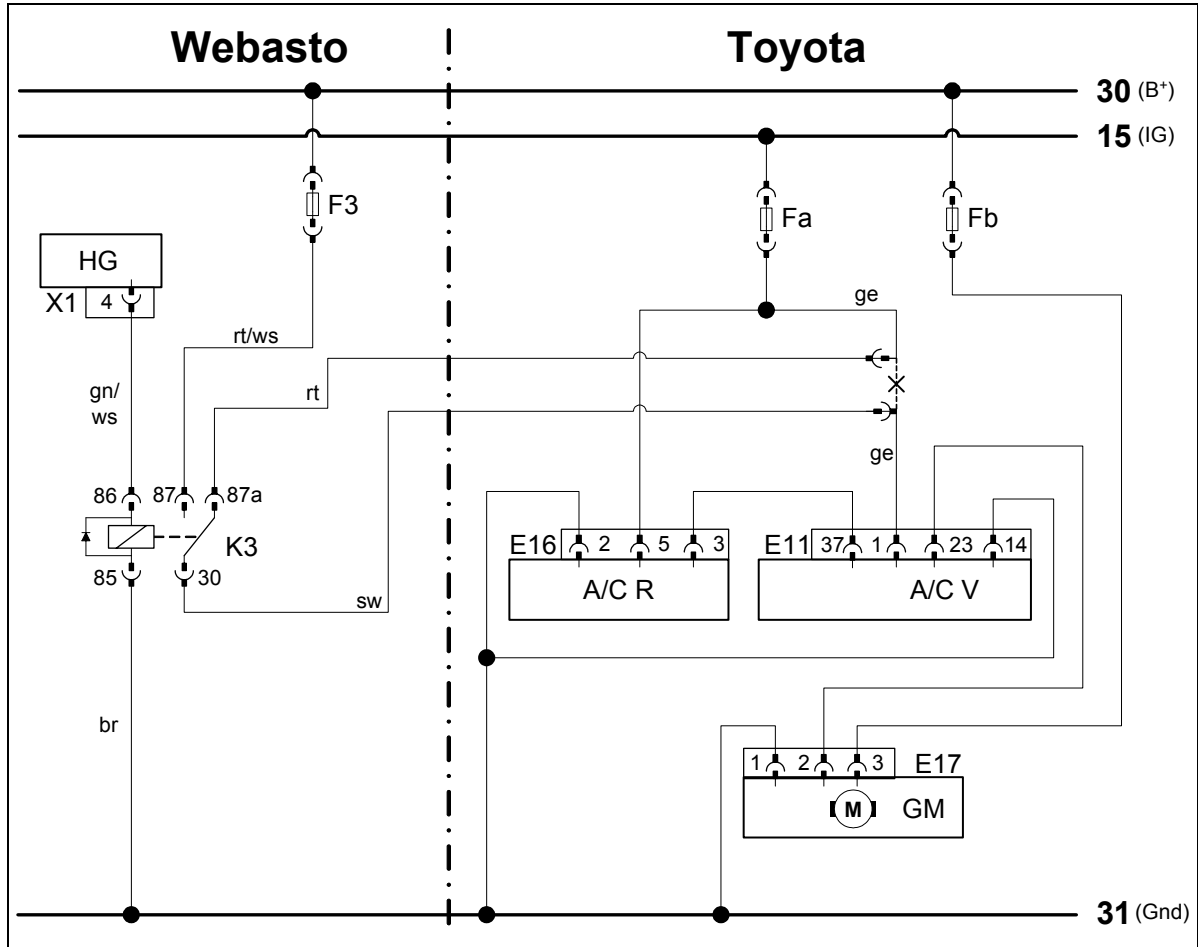 Webasto
Toyota
30 (B+)
15 (IG)
F3
Fa
Fb
HG
X1
4
ge
rt/ws
rt
gn/
ws
ge
86
87
87a
K3
85
30
sw
E16
2
5
3
E11
37
1
23
14
A/C R
A/C V
br
1
2
3
E17
M
GM
31 (Gnd)